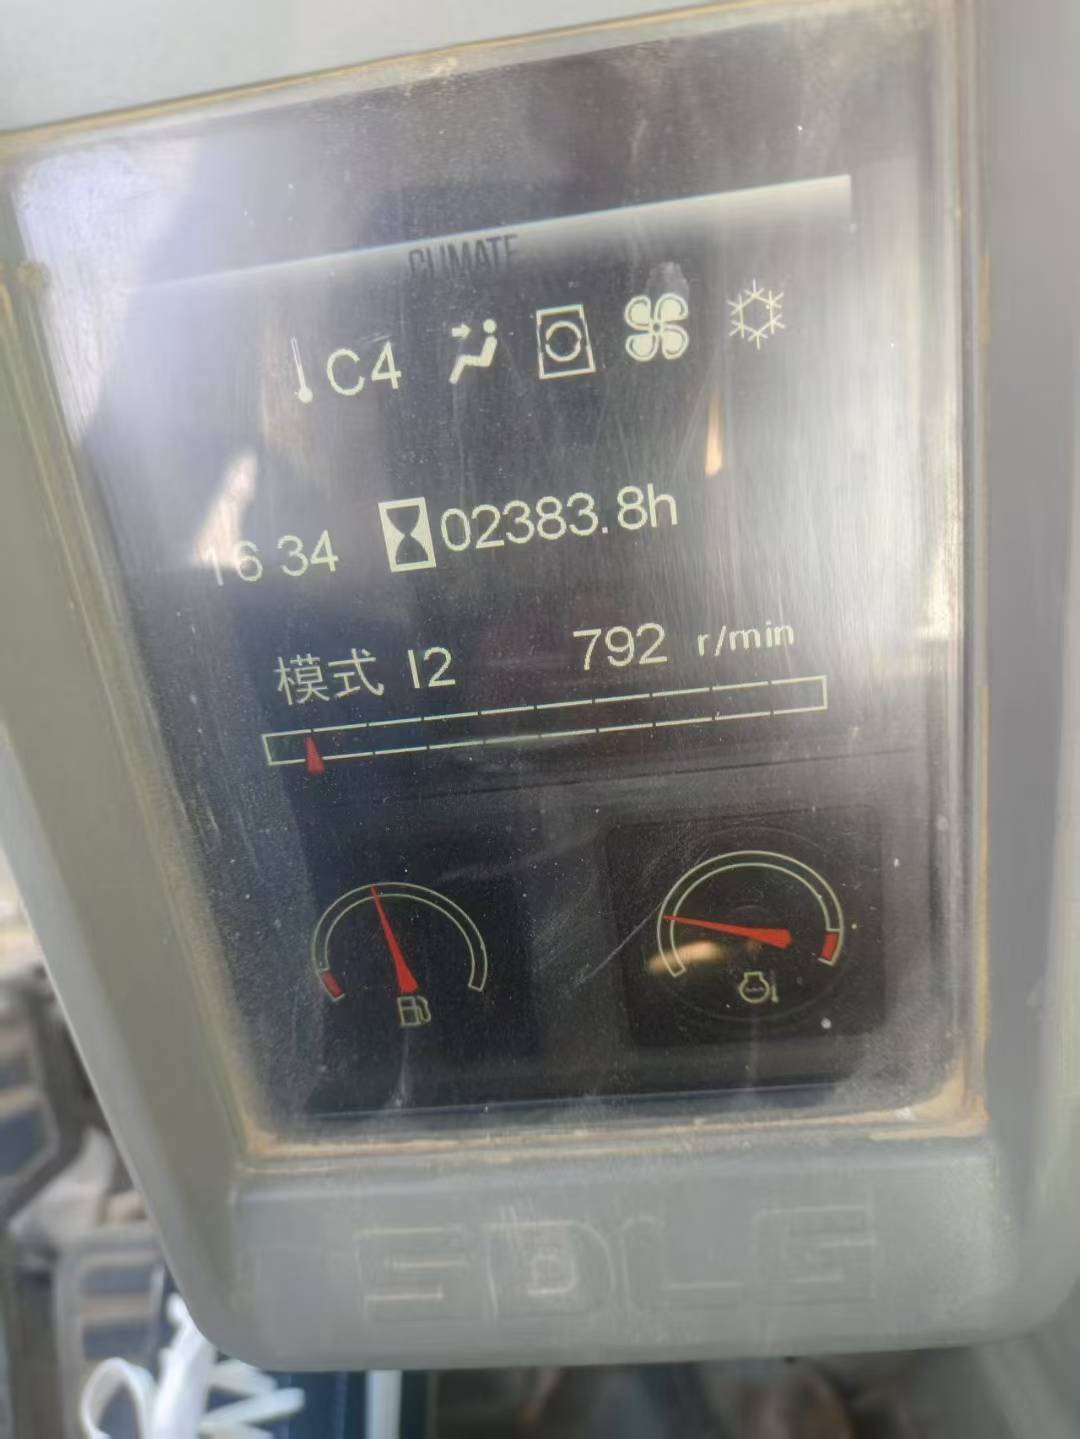 CLIMATE
C4
16 34 02383.8h
模式 I2 792 r/min
SDLG